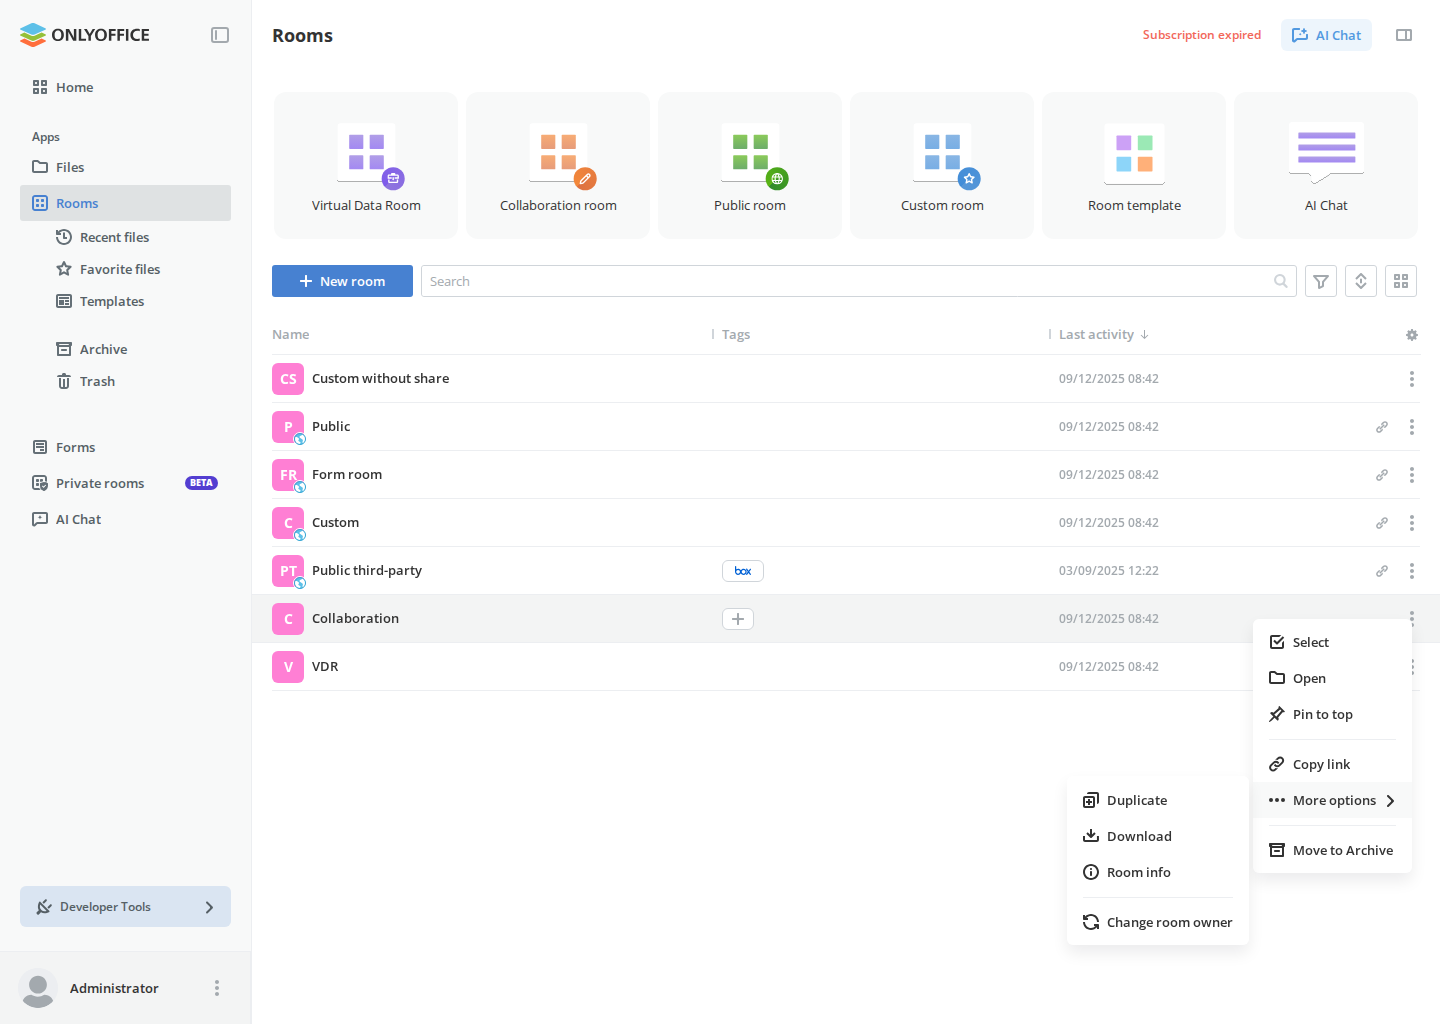 ONLYOFFICE
Home
Apps
Files
Rooms
Recent files
Favorite files
Templates
Archive
Trash
Forms
Private rooms BETA
AI Chat
Developer Tools
Administrator
Rooms
Subscription expired
AI Chat
Virtual Data Room
Collaboration room
Public room
Custom room
Room template
AI Chat
New room
Search
Name Tags Last activity
CS Custom without share 09/12/2025 08:42
P Public 09/12/2025 08:42
FR Form room 09/12/2025 08:42
C Custom 09/12/2025 08:42
PT Public third-party box 03/09/2025 12:22
C Collaboration 09/12/2025 08:42
V VDR 09/12/2025 08:42
Select
Open
Pin to top
Copy link
More options
Move to Archive
Duplicate
Download
Room info
Change room owner